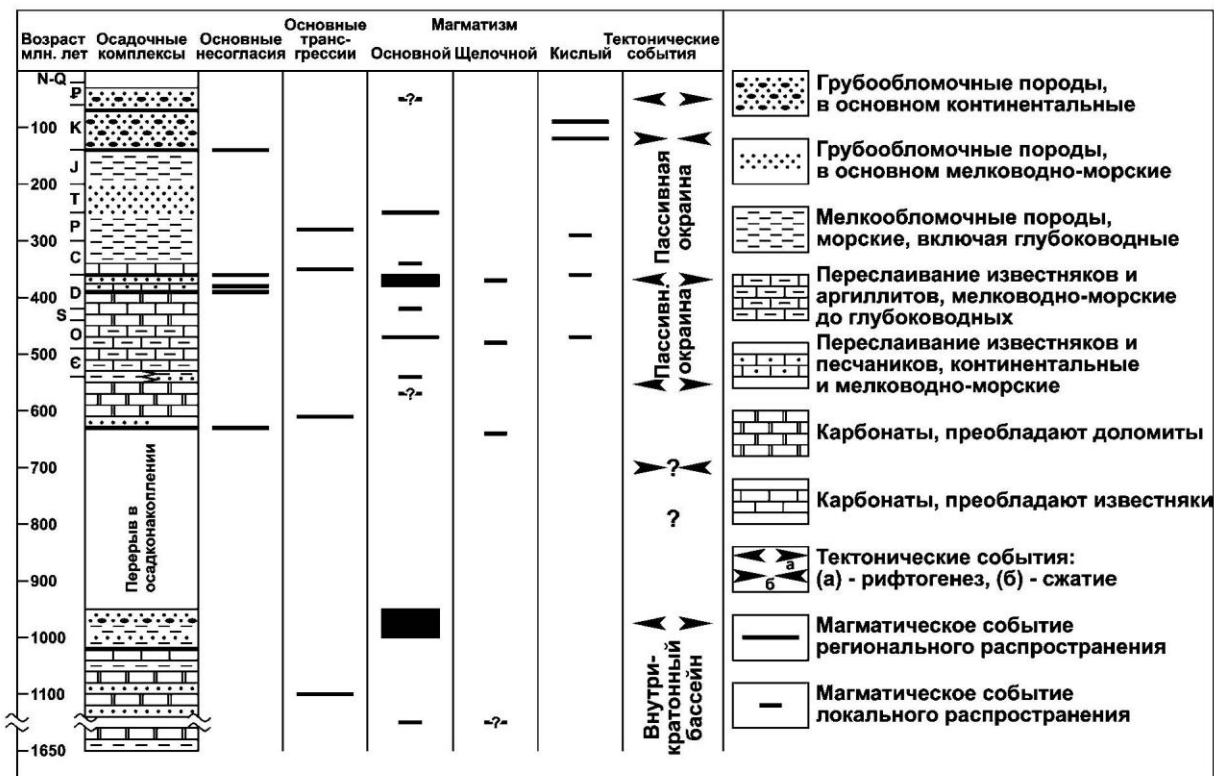 Возраст млн. лет
Осадочные комплексы
Основные несогласия
Основные транс- грессии
Магматизм
Основной Щелочной Кислый
Тектонические события
N-Q
₽
K
J
T
P
C
D
S
O
Є
100
200
300
400
500
600
700
800
900
1000
1100
1650
Перерыв в
осадконакоплении
-?-
-?-
-?-
Пассивная
окраина
Пассивн.
окраина
?
?
Внутри-
кратонный
бассейн
Грубообломочные породы,
в основном континентальные
Грубообломочные породы,
в основном мелководно-морские
Мелкообломочные породы,
морские, включая глубоководные
Переслаивание известняков и
аргиллитов, мелководно-морские
до глубоководных
Переслаивание известняков и
песчаников, континентальные
и мелководно-морские
Карбонаты, преобладают доломиты
Карбонаты, преобладают известняки
а
б
Тектонические события:
(а) - рифтогенез, (б) - сжатие
Магматическое событие
регионального распространения
Магматическое событие
локального распространения